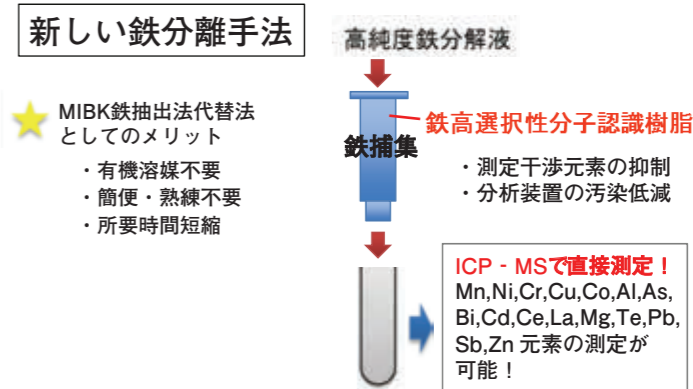 新しい鉄分離手法
MIBK鉄抽出法代替法
としてのメリット
・有機溶媒不要
・簡便・熟練不要
・所要時間短縮
高純度鉄分解液
鉄捕集
鉄高選択性分子認識樹脂
・測定干渉元素の抑制
・分析装置の汚染低減
ICP - MSで直接測定！
Mn,Ni,Cr,Cu,Co,Al,As,
Bi,Cd,Ce,La,Mg,Te,Pb,
Sb,Zn 元素の測定が
可能！